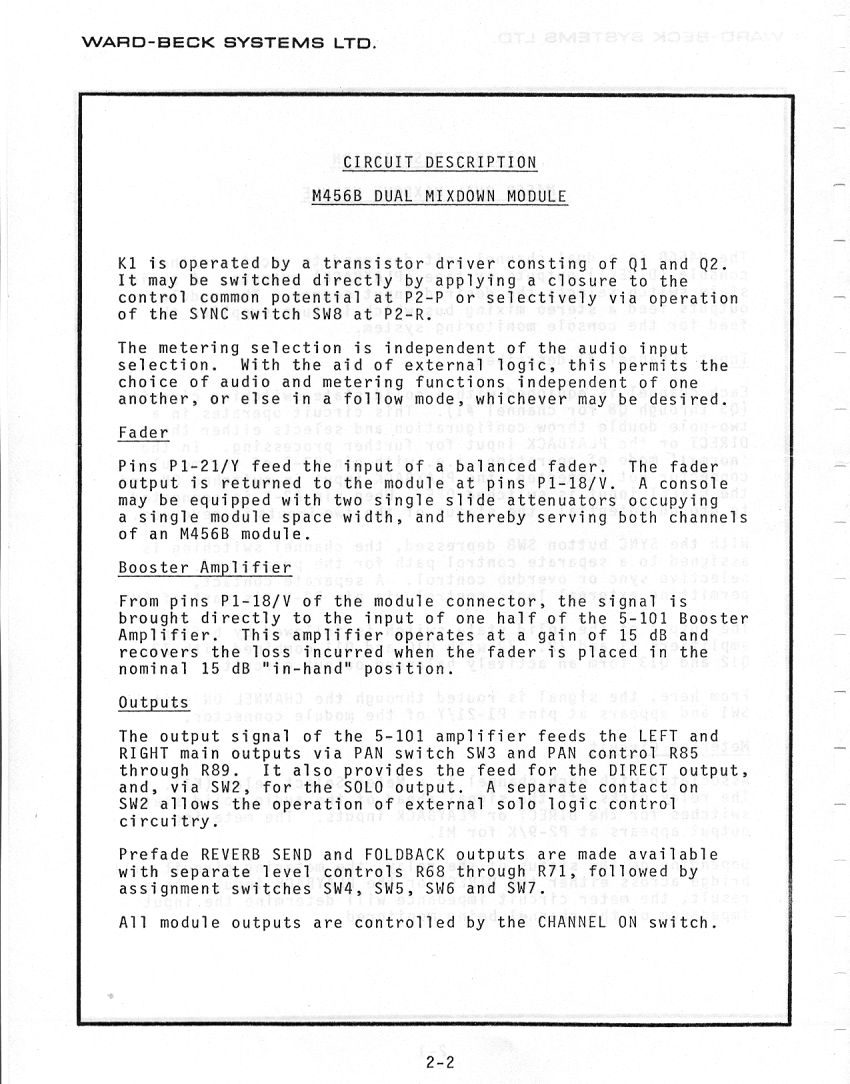 WARD-BECK SYSTEMS LTD.
CIRCUIT DESCRIPTION
M456B DUAL MIXDOWN MODULE
K1 is operated by a transistor driver consting of Q1 and Q2.
It may be switched directly by applying a closure to the
control common potential at P2-P or selectively via operation
of the SYNC switch SW8 at P2-R.
The metering selection is independent of the audio input
selection. With the aid of external logic, this permits the
choice of audio and metering functions independent of one
another, or else in a follow mode, whichever may be desired.
Fader
Pins P1-21/Y feed the input of a balanced fader. The fader
output is returned to the module at pins P1-18/V. A console
may be equipped with two single slide attenuators occupying
a single module space width, and thereby serving both channels
of an M456B module.
Booster Amplifier
From pins P1-18/V of the module connector, the signal is
brought directly to the input of one half of the 5-101 Booster
Amplifier. This amplifier operates at a gain of 15 dB and
recovers the loss incurred when the fader is placed in the
nominal 15 dB "in-hand" position.
Outputs
The output signal of the 5-101 amplifier feeds the LEFT and
RIGHT main outputs via PAN switch SW3 and PAN control R85
through R89. It also provides the feed for the DIRECT output,
and, via SW2, for the SOLO output. A separate contact on
SW2 allows the operation of external solo logic control
circuitry.
Prefade REVERB SEND and FOLDBACK outputs are made available
with separate level controls R68 through R71, followed by
assignment switches SW4, SW5, SW6 and SW7.
All module outputs are controlled by the CHANNEL ON switch.
2-2